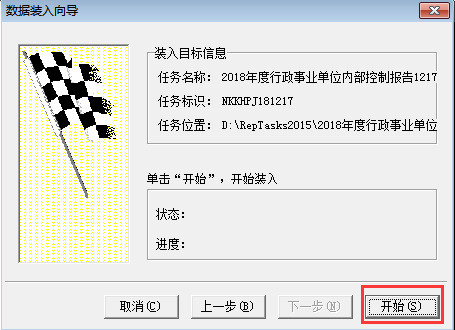 数据装入向导
装入目标信息
任务名称: 2018年度行政事业单位内部控制报告1217
任务标识: NKKHPJ181217
任务位置: D:\RepTasks2015\2018年度行政事业单位
单击“开始”,开始装入
状态:
进度:
取消(C) 上一步(B) 下一步(N) 开始(S)